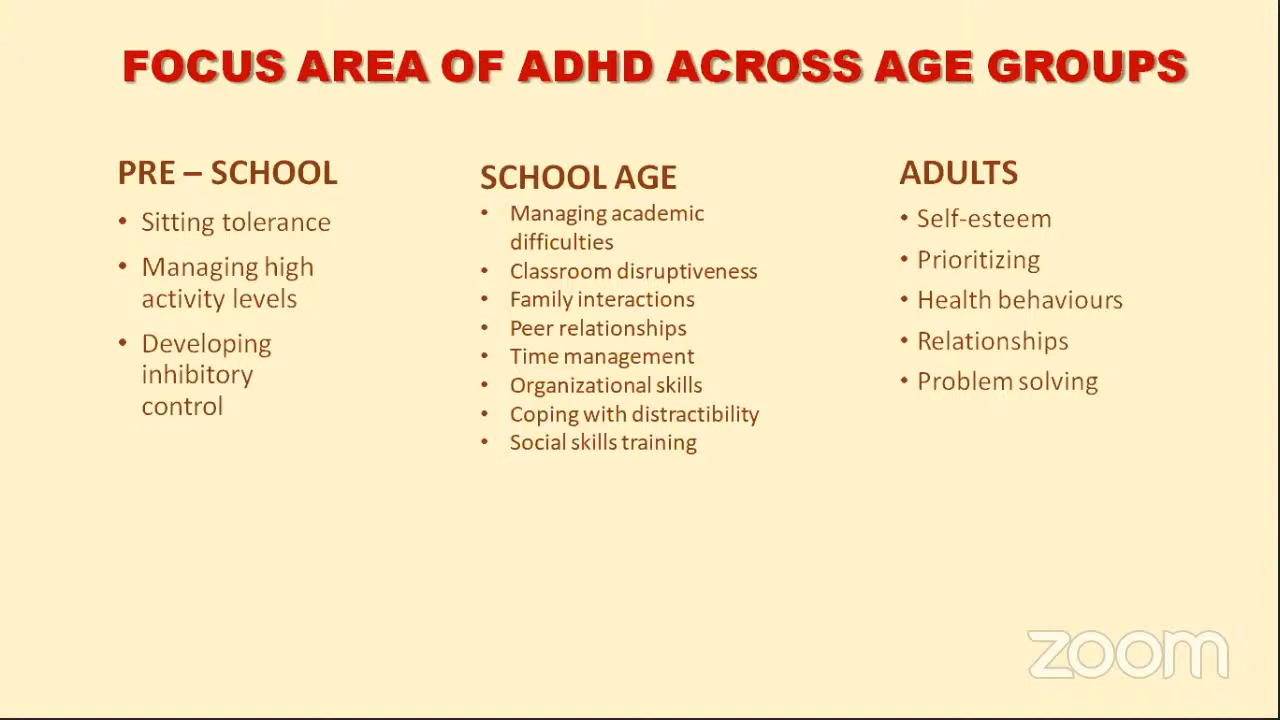 FOCUS AREA OF ADHD ACROSS AGE GROUPS
PRE – SCHOOL
• Sitting tolerance
• Managing high
activity levels
• Developing
inhibitory
control
SCHOOL AGE
• Managing academic
difficulties
• Classroom disruptiveness
• Family interactions
• Peer relationships
• Time management
• Organizational skills
• Coping with distractibility
• Social skills training
ADULTS
• Self-esteem
• Prioritizing
• Health behaviours
• Relationships
• Problem solving
zoom